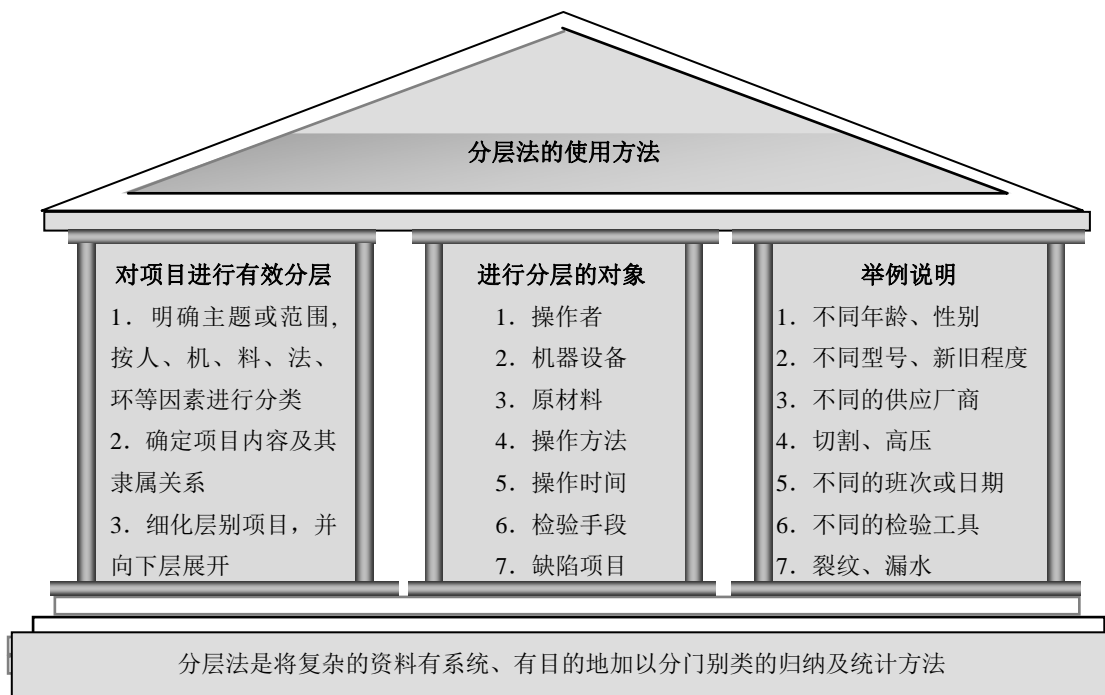 分层法的使用方法
对项目进行有效分层
1．明确主题或范围,
按人、机、料、法、
环等因素进行分类
2．确定项目内容及其
隶属关系
3．细化层别项目，并
向下层展开
进行分层的对象
1．操作者
2．机器设备
3．原材料
4．操作方法
5．操作时间
6．检验手段
7．缺陷项目
举例说明
1．不同年龄、性别
2．不同型号、新旧程度
3．不同的供应厂商
4．切割、高压
5．不同的班次或日期
6．不同的检验工具
7．裂纹、漏水
分层法是将复杂的资料有系统、有目的地加以分门别类的归纳及统计方法